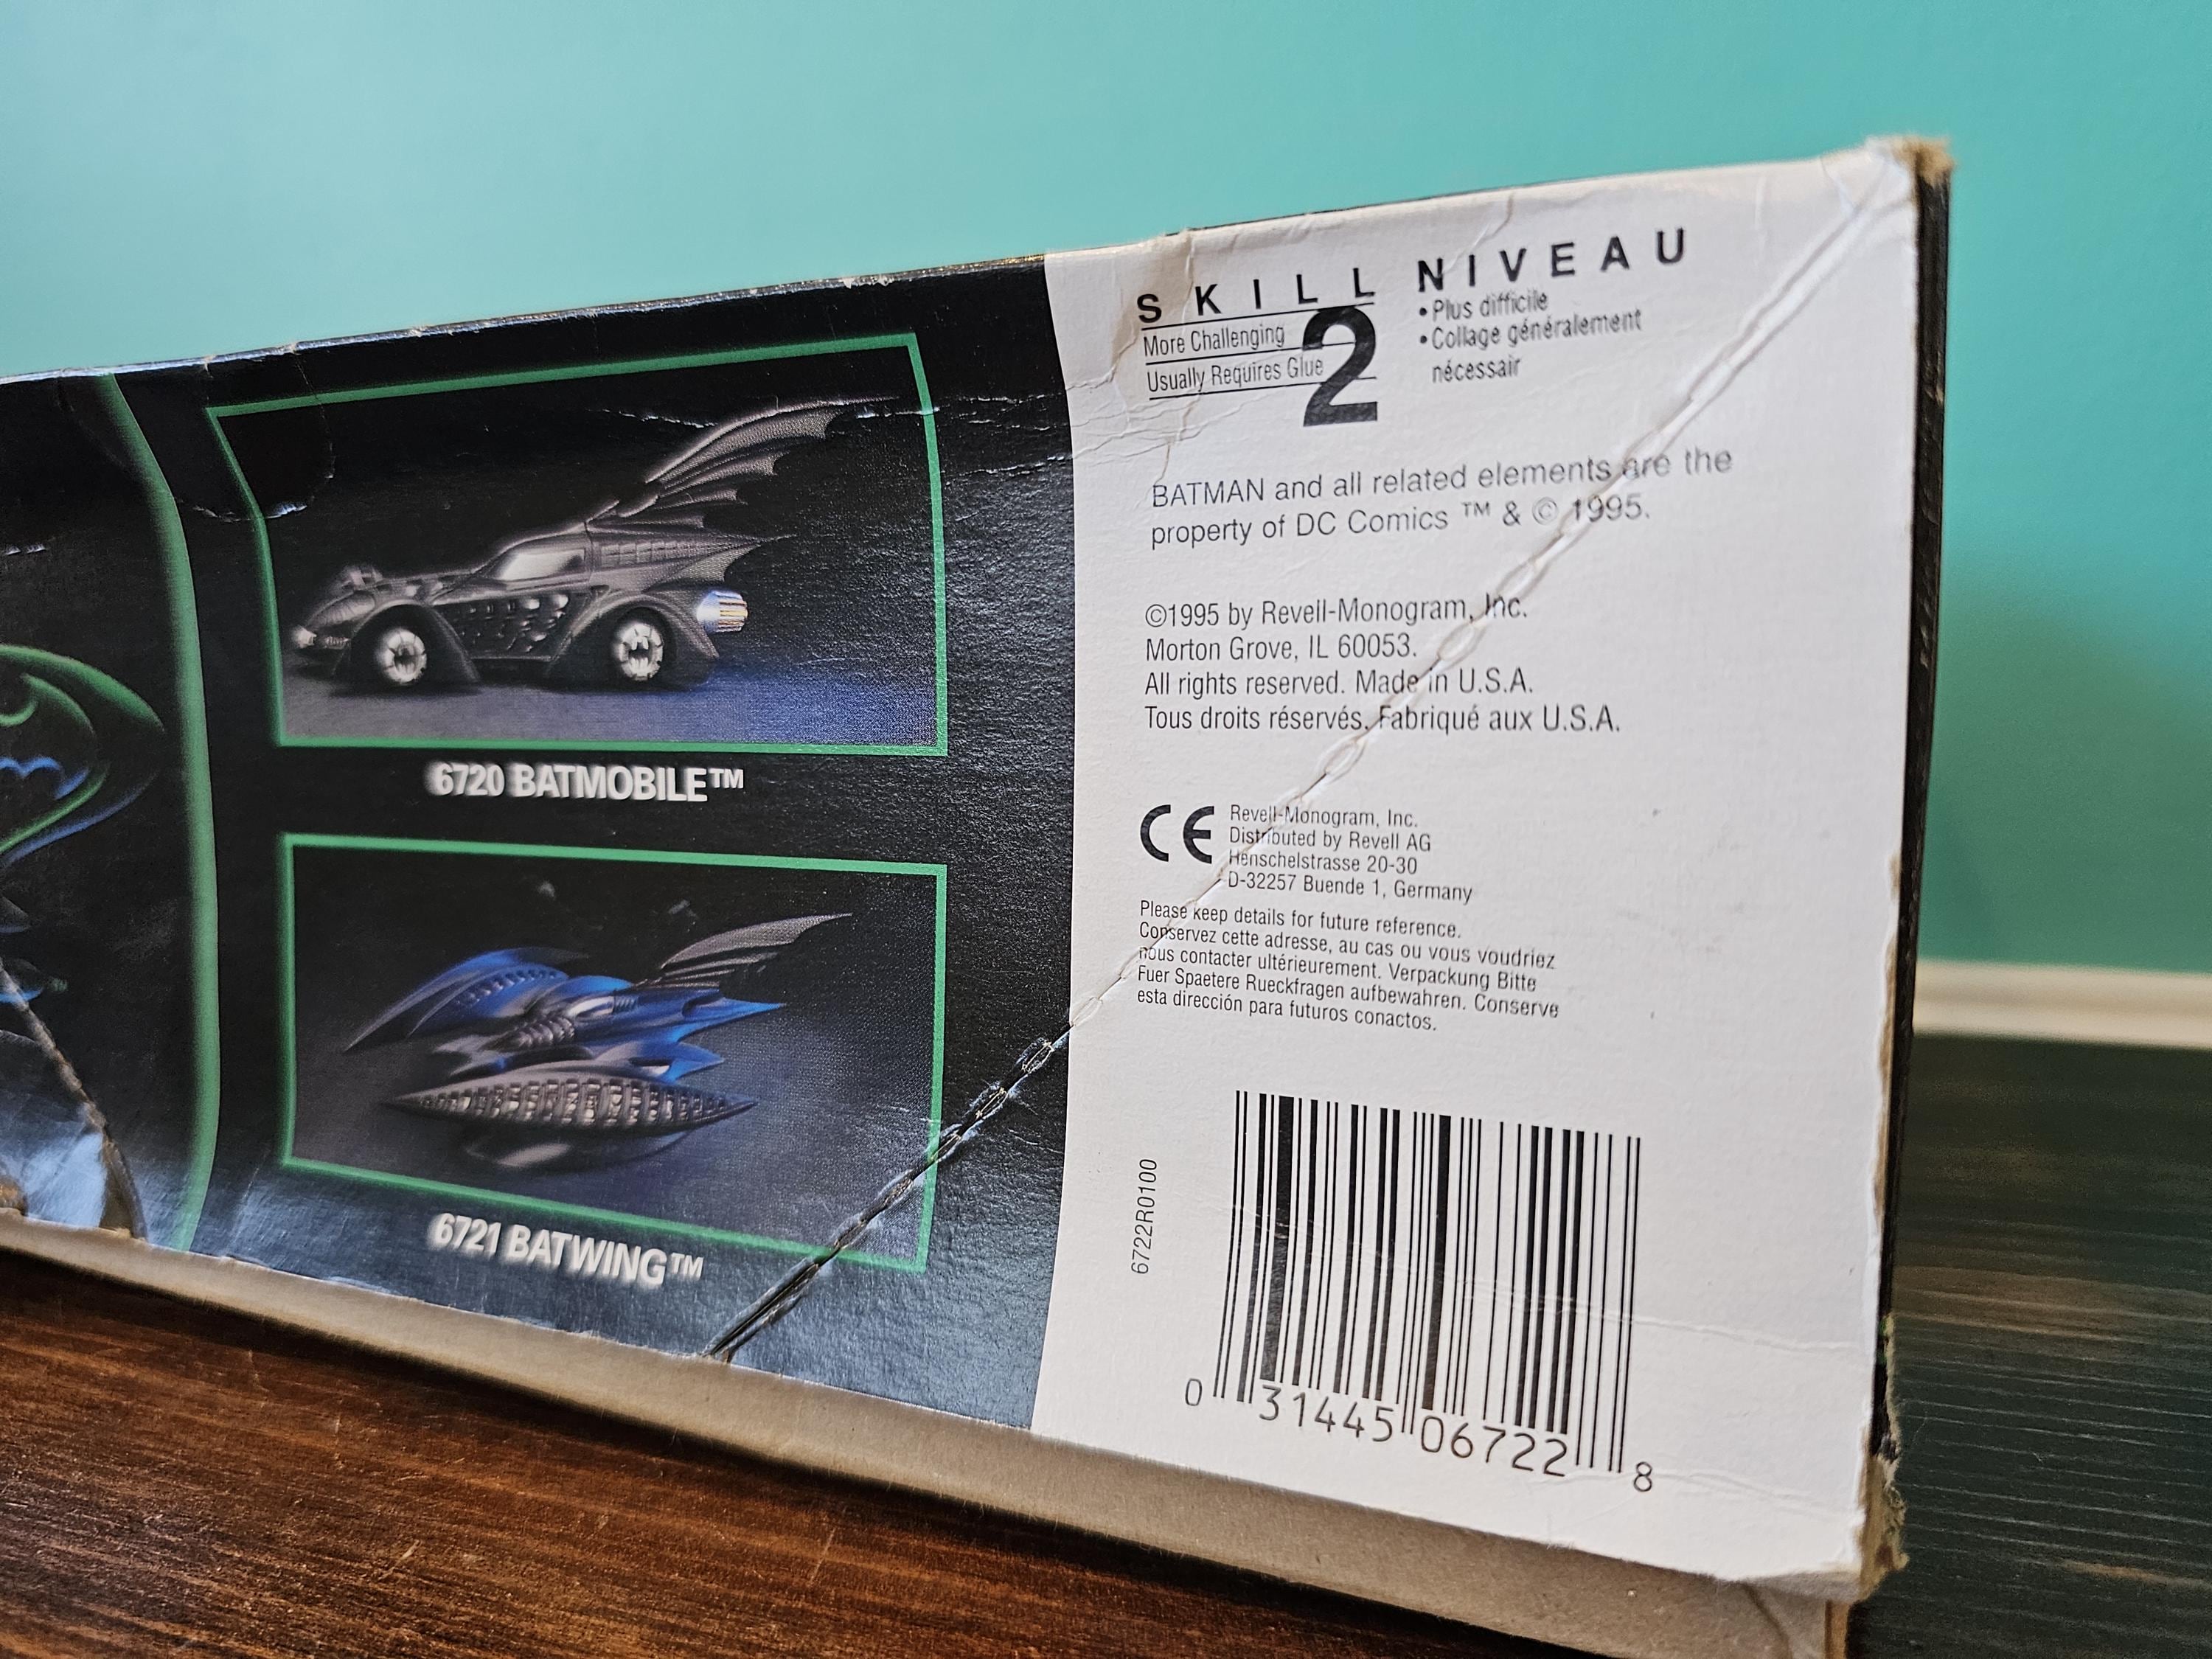 6720 BATMOBILE™
6721 BATWING™
SKILL 2 NIVEAU
More Challenging
Usually Requires Glue
• Plus difficile
• Collage généralement
nécessair
BATMAN and all related elements are the
property of DC Comics ™ & © 1995.
©1995 by Revell-Monogram, Inc.
Morton Grove, IL 60053.
All rights reserved. Made in U.S.A.
Tous droits réservés. Fabriqué aux U.S.A.
CE
Revell-Monogram, Inc.
Distributed by Revell AG
Henschelstrasse 20-30
D-32257 Buende 1, Germany
Please keep details for future reference.
Conservez cette adresse, au cas ou vous voudriez
nous contacter ultérieurement. Verpackung Bitte
Fuer Spaetere Rueckfragen aufbewahren. Conserve
esta dirección para futuros conactos.
6722R0100
0 31445 06722 8